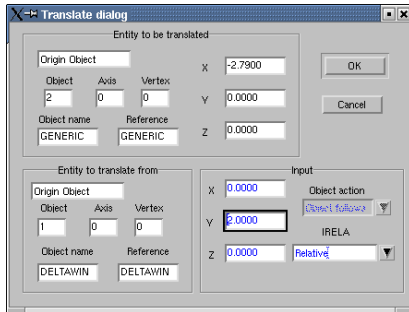 Translate dialog
Entity to be translated
Origin Object
Object Axis Vertex
2 0 0
Object name Reference
GENERIC GENERIC
X -2.7900
Y 0.0000
Z 0.0000
OK
Cancel
Entity to translate from
Origin Object
Object Axis Vertex
1 0 0
Object name Reference
DELTAWIN DELTAWIN
Input
X 0.0000
Y 2.0000
Z 0.0000
Object action
Object follows
IRELA
Relative